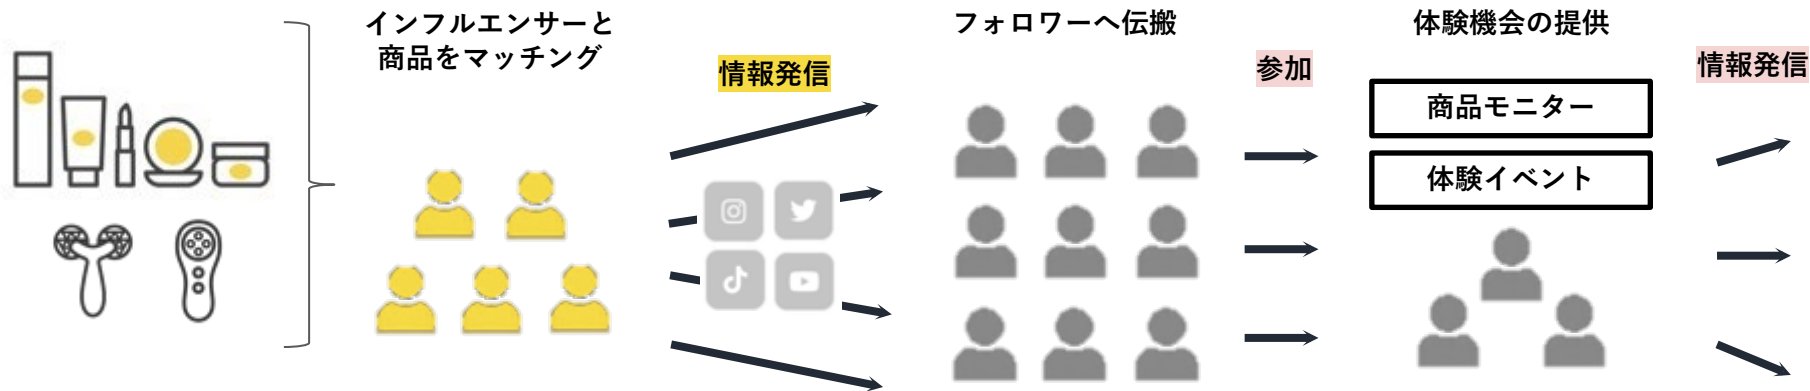 インフルエンサーと
商品をマッチング
情報発信
フォロワーへ伝搬
参加
体験機会の提供
商品モニター
体験イベント
情報発信